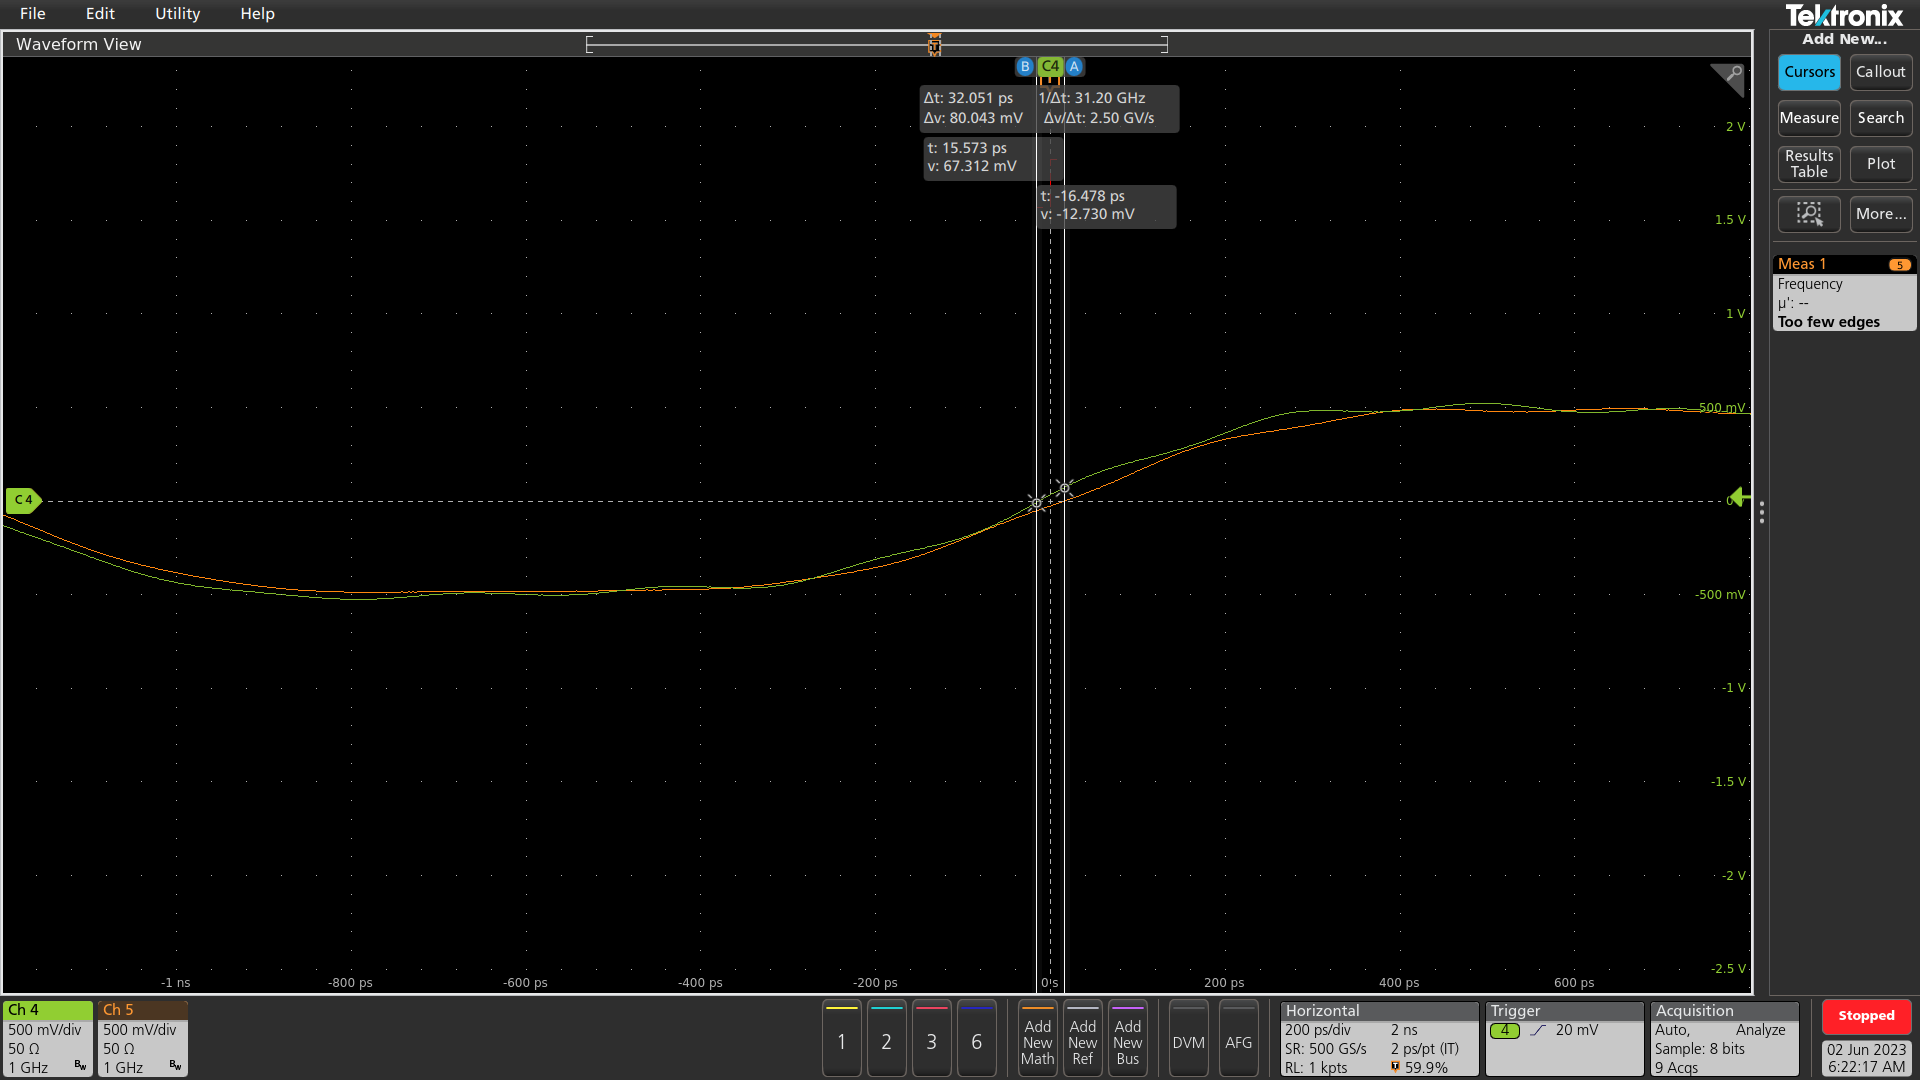 File Edit Utility Help
Tektronix
Waveform View
Add New...
B C4 A
Cursors Callout
Δt: 32.051 ps 1/Δt: 31.20 GHz
Δv: 80.043 mV Δv/Δt: 2.50 GV/s
Measure Search
2 V
t: 15.573 ps
v: 67.312 mV
Results Table Plot
t: -16.478 ps
v: -12.730 mV
More...
1.5 V
Meas 1 5
Frequency
µ': --
Too few edges
1 V
500 mV
C 4
0
-500 mV
-1 V
-1.5 V
-2 V
-2.5 V
-1 ns -800 ps -600 ps -400 ps -200 ps 0 s 200 ps 400 ps 600 ps
Ch 4
500 mV/div
50 Ω
1 GHz Bw
Ch 5
500 mV/div
50 Ω
1 GHz Bw
1 2 3 6
Add New Math
Add New Ref
Add New Bus
DVM AFG
Horizontal
200 ps/div 2 ns
SR: 500 GS/s 2 ps/pt (IT)
RL: 1 kpts 59.9%
Trigger
4 20 mV
Acquisition
Auto, Analyze
Sample: 8 bits
9 Acqs
Stopped
02 Jun 2023
6:22:17 AM